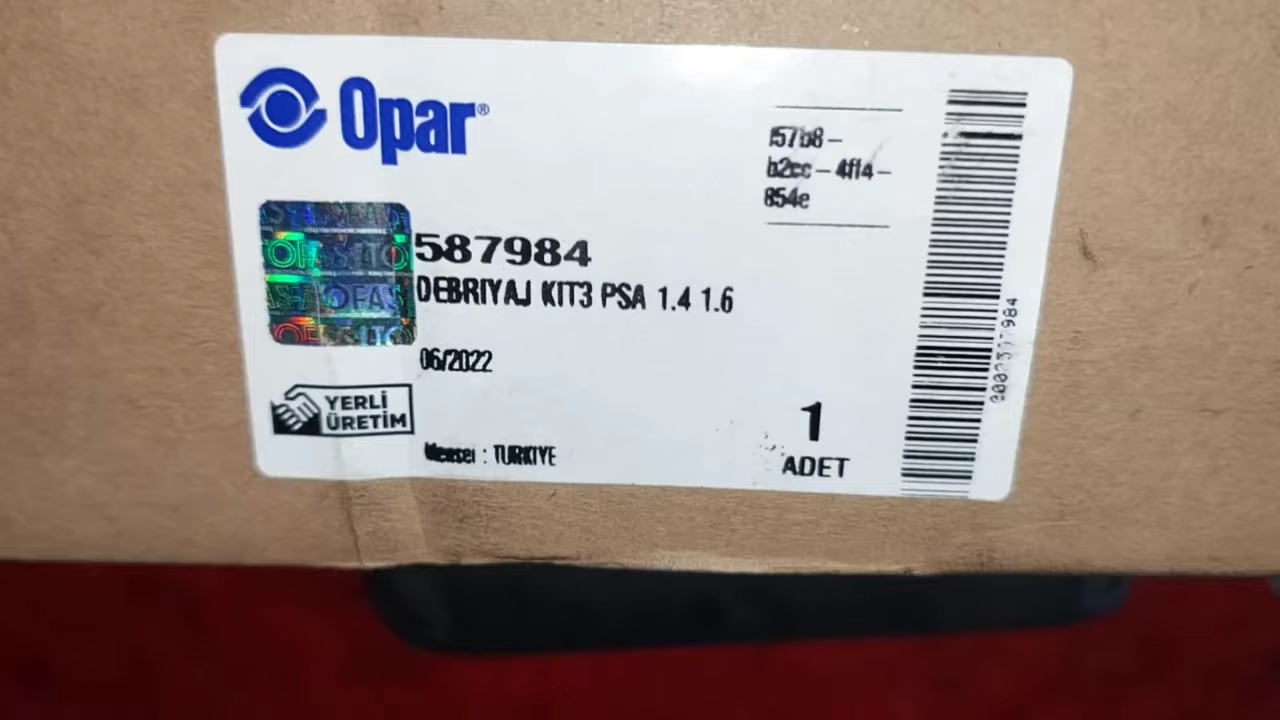 Opar®
f57b8-
b2cc-4ff4-
854e
587984
DEBRIYAJ KIT3 PSA 1.4 1.6
06/2022
YERLİ
ÜRETİM
Mensei : TURKIYE
1
ADET